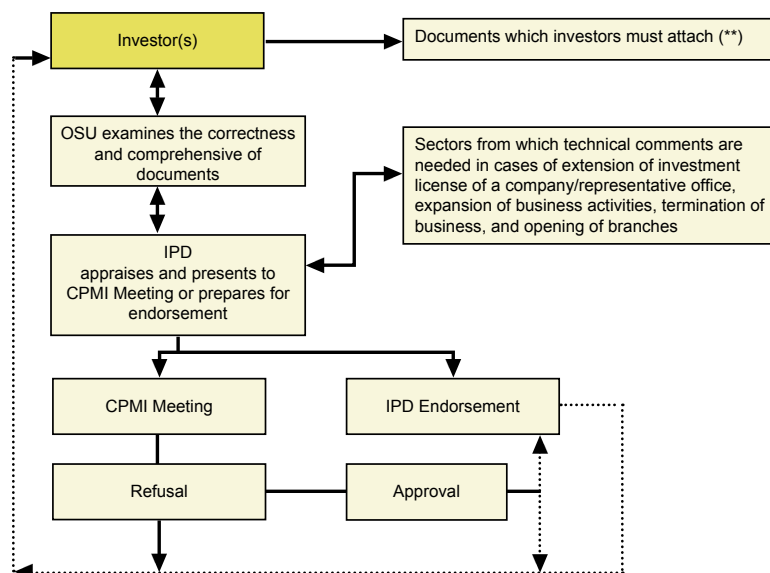 Investor(s)
Documents which investors must attach (**)
OSU examines the correctness
and comprehensive of
documents
Sectors from which technical comments are
needed in cases of extension of investment
license of a company/representative office,
expansion of business activities, termination of
business, and opening of branches
IPD
appraises and presents to
CPMI Meeting or prepares for
endorsement
CPMI Meeting
IPD Endorsement
Refusal
Approval